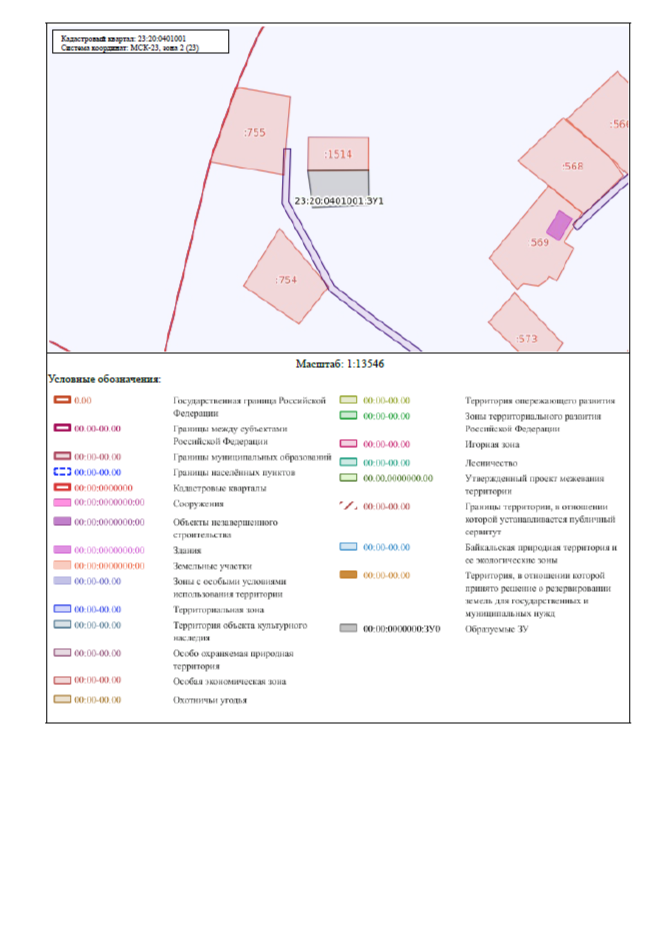 Кадастровый квартал: 23:20:0401001
Система координат: МСК-23, зона 2 (23)
:755
:1514
23:20:0401001:ЗУ1
:754
:566
:568
569
:573
Масштаб: 1:13546
Условные обозначения:
0.00 Государственная граница Российской
Федерации
00.00-00.00 Границы между субъектами
Российской Федерации
00:00-00.00 Границы муниципальных образований
00:00-00.00 Границы населённых пунктов
00:00:0000000 Кадастровые кварталы
00:00:0000000:00 Сооружения
00:00:0000000:00 Объекты незавершенного
строительства
00:00:0000000:00 Здания
00:00:0000000:00 Земельные участки
00:00-00.00 Зоны с особыми условиями
использования территории
00:00-00.00 Территориальная зона
00:00-00.00 Территория объекта культурного
наследия
00:00-00.00 Особо охраняемая природная
территория
00:00-00.00 Особая экономическая зона
00:00-00.00 Охотничьи угодья
00:00-00.00 Территория опережающего развития
00:00-00.00 Зоны территориального развития
Российской Федерации
00:00-00.00 Игорная зона
00:00-00.00 Лесничество
00:00.0000000.00 Утвержденный проект межевания
территории
00:00-00.00 Границы территории, в отношении
которой устанавливается публичный
сервитут
00:00-00.00 Байкальская природная территория и
ее экологические зоны
00:00-00.00 Территория, в отношении которой
принято решение о резервировании
земель для государственных и
муниципальных нужд
00:00:0000000:ЗУ0 Образуемые ЗУ